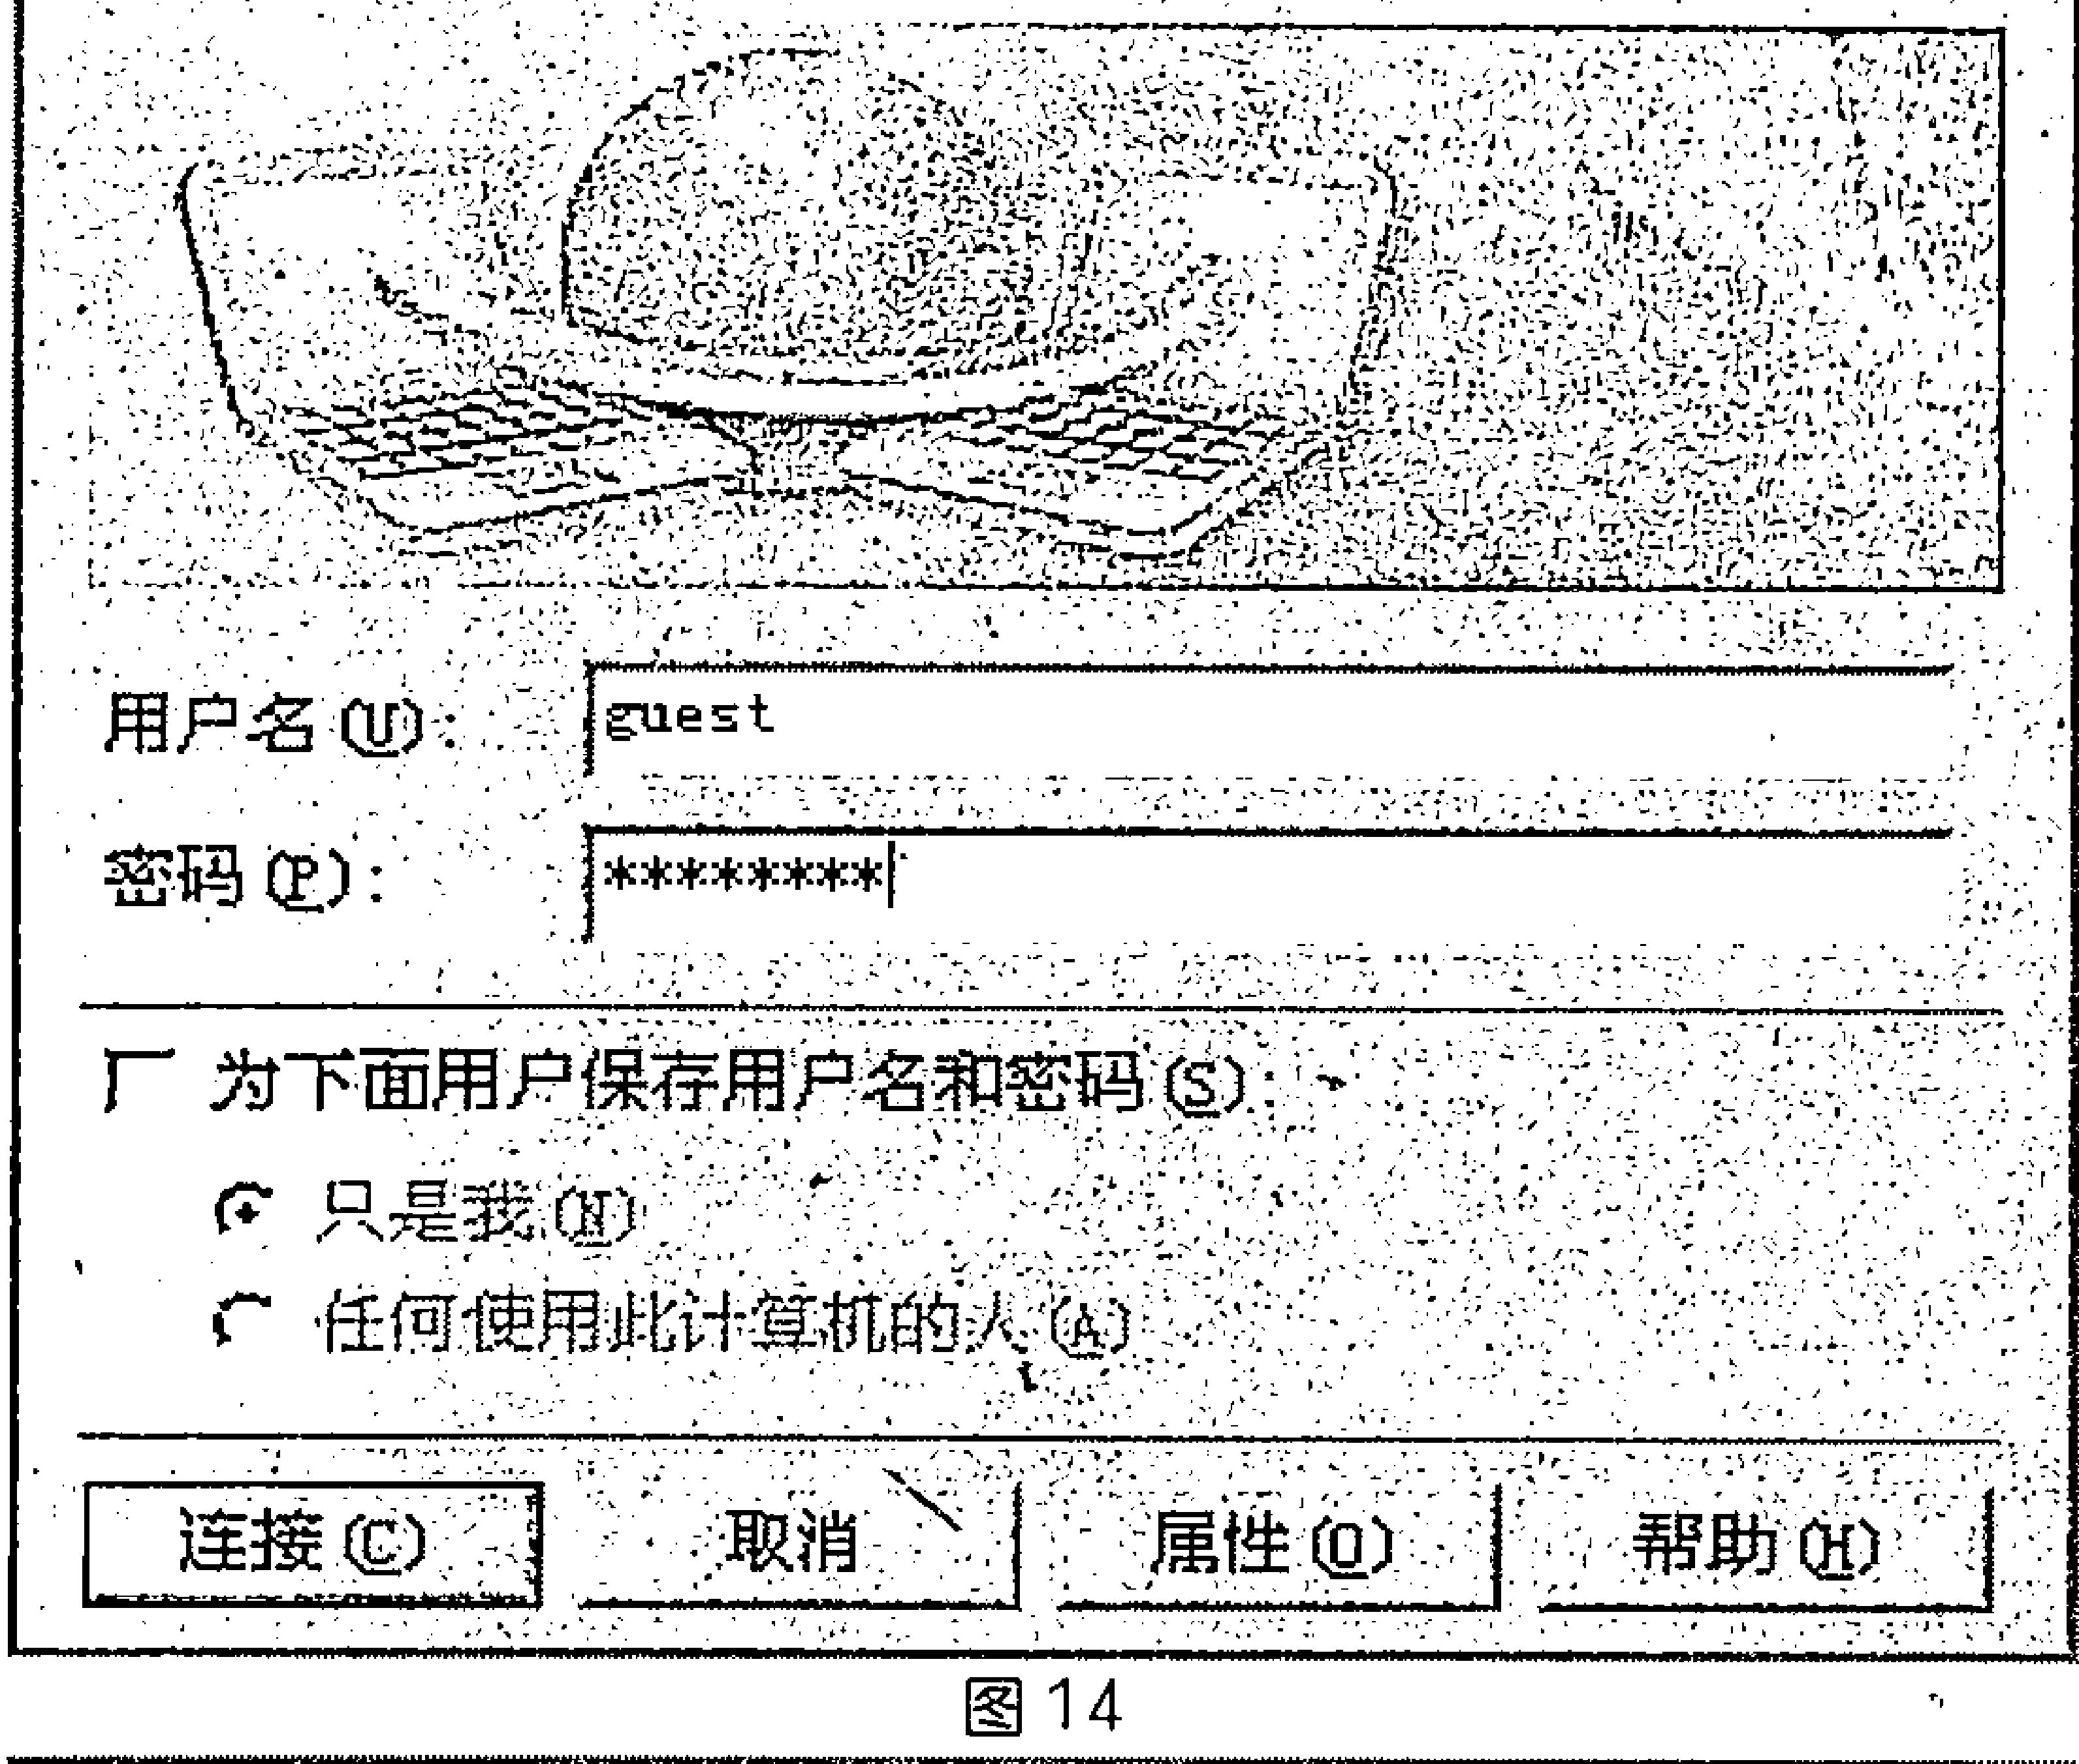 用户名(U): guest
密码(P): ********
为下面用户保存用户名和密码(S):
只是我(N)
任何使用此计算机的人(A)
连接(C) 取消 属性(O) 帮助(H)
图14